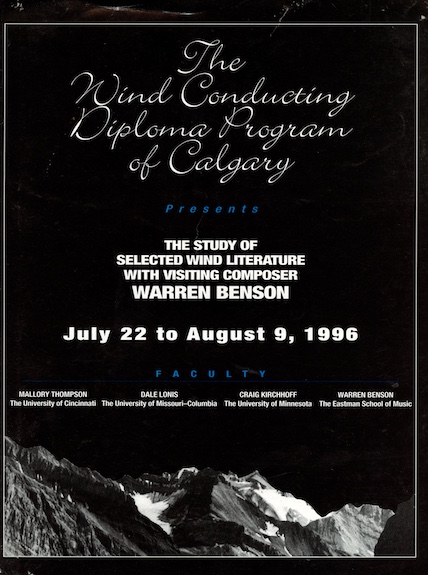 The
Wind Conducting
Diploma Program
of Calgary
Presents
THE STUDY OF
SELECTED WIND LITERATURE
WITH VISITING COMPOSER
WARREN BENSON
July 22 to August 9, 1996
FACULTY
MALLORY THOMPSON DALE LONIS CRAIG KIRCHHOFF WARREN BENSON
The University of Cincinnati The University of Missouri–Columbia The University of Minnesota The Eastman School of Music